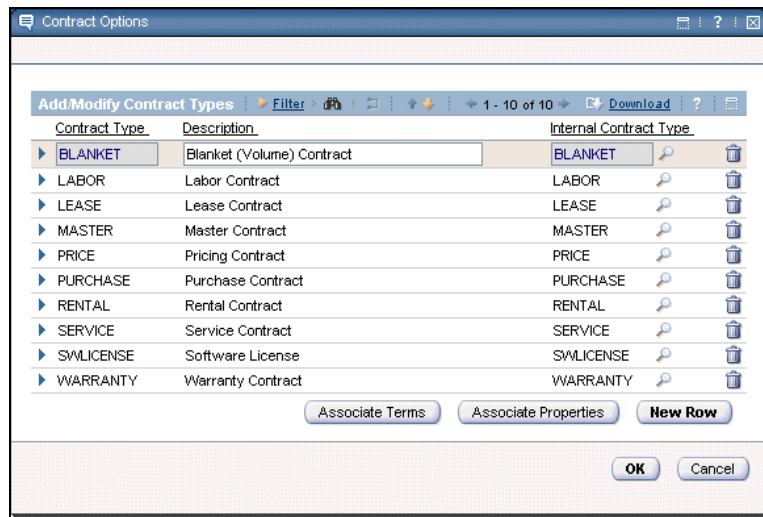 Contract Options ?
Add/Modify Contract Types Filter 1 - 10 of 10 Download ?
Contract Type Description Internal Contract Type
BLANKET Blanket (Volume) Contract BLANKET
LABOR Labor Contract LABOR
LEASE Lease Contract LEASE
MASTER Master Contract MASTER
PRICE Pricing Contract PRICE
PURCHASE Purchase Contract PURCHASE
RENTAL Rental Contract RENTAL
SERVICE Service Contract SERVICE
SWLICENSE Software License SWLICENSE
WARRANTY Warranty Contract WARRANTY
Associate Terms Associate Properties New Row
OK Cancel